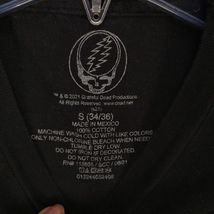 © ® 2021 Grateful Dead Productions
All Rights Reserved. www.dead.net
S (34/36)
MADE IN MEXICO
100% COTTON
MACHINE WASH COLD WITH LIKE COLORS
ONLY NON-CHLORINE BLEACH WHEN NEEDED
TUMBLE DRY LOW.
DO NOT IRON IF DECORATED.
DO NOT DRY CLEAN